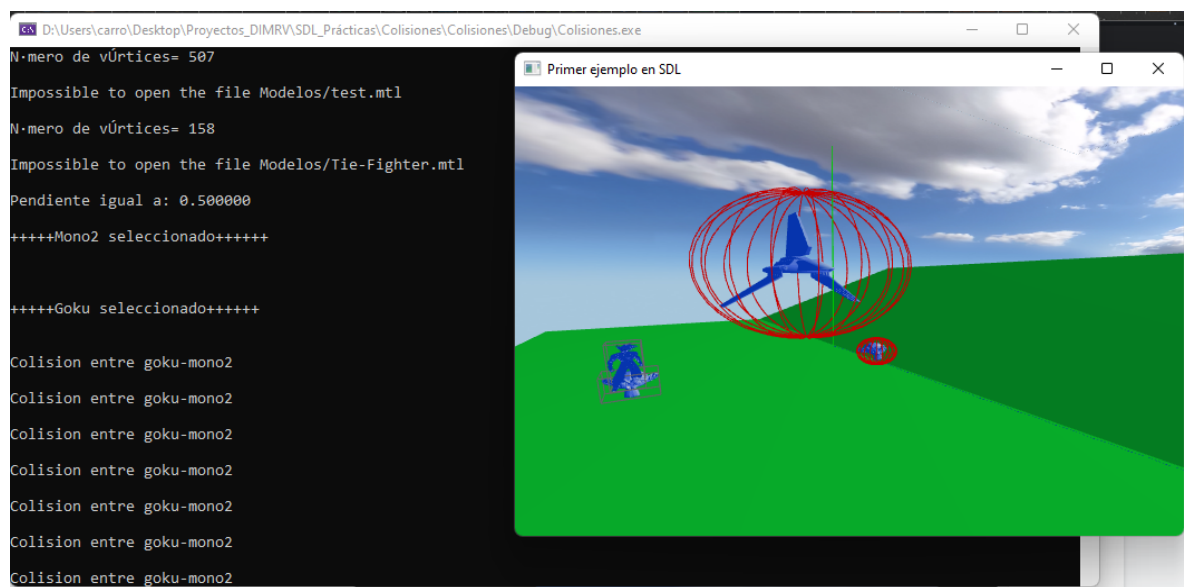 D:\Users\carro\Desktop\Proyectos_DIMRV\SDL_Prácticas\Colisiones\Colisiones\Debug\Colisiones.exe
N·mero de vÚrtices= 507
Impossible to open the file Modelos/test.mtl
N·mero de vÚrtices= 158
Impossible to open the file Modelos/Tie-Fighter.mtl
Pendiente igual a: 0.500000
+++++Mono2 seleccionado++++++
+++++Goku seleccionado++++++
Colision entre goku-mono2
Colision entre goku-mono2
Colision entre goku-mono2
Colision entre goku-mono2
Colision entre goku-mono2
Colision entre goku-mono2
Colision entre goku-mono2
Primer ejemplo en SDL